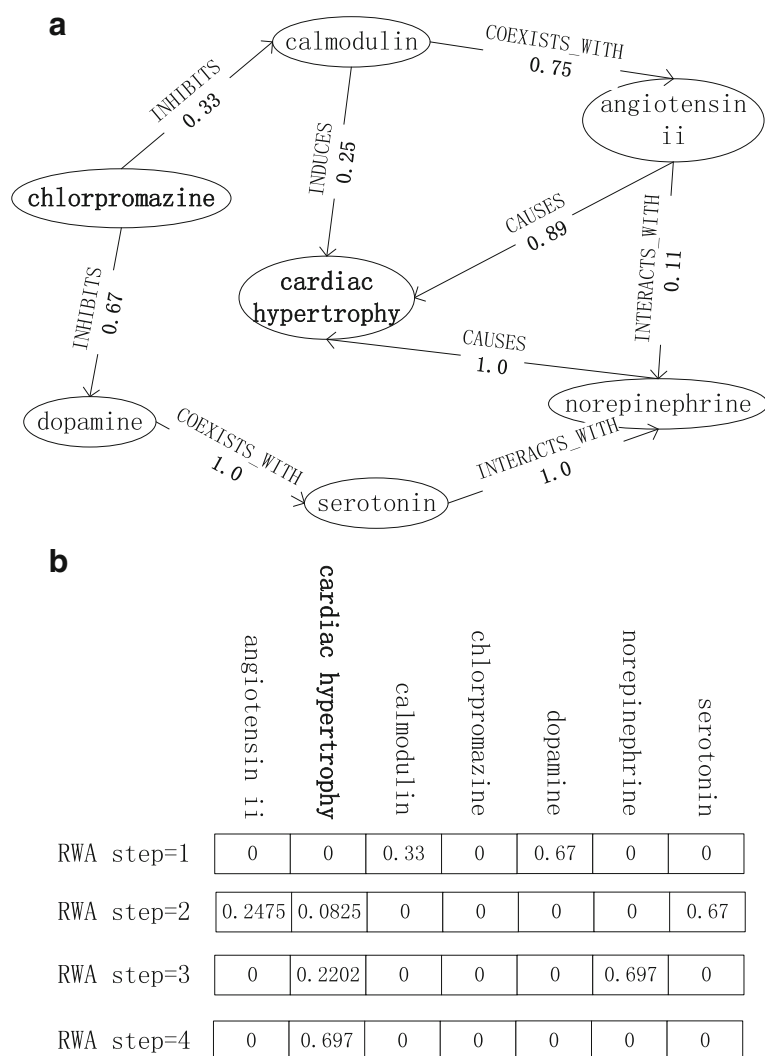 a
calmodulin
COEXISTS_WITH
0.75
angiotensin
ii
INHIBITS
0.33
INDUCES
0.25
chlorpromazine
CAUSES
0.89
INTERACTS_WITH
0.11
cardiac
hypertrophy
INHIBITS
0.67
CAUSES
1.0
norepinephrine
dopamine
COEXISTS_WITH
1.0
INTERACTS_WITH
1.0
serotonin
b
angiotensin ii
cardiac hypertrophy
calmodulin
chlorpromazine
dopamine
norepinephrine
serotonin
RWA step=1 0 0 0.33 0 0.67 0 0
RWA step=2 0.2475 0.0825 0 0 0 0 0.67
RWA step=3 0 0.2202 0 0 0 0.697 0
RWA step=4 0 0.697 0 0 0 0 0